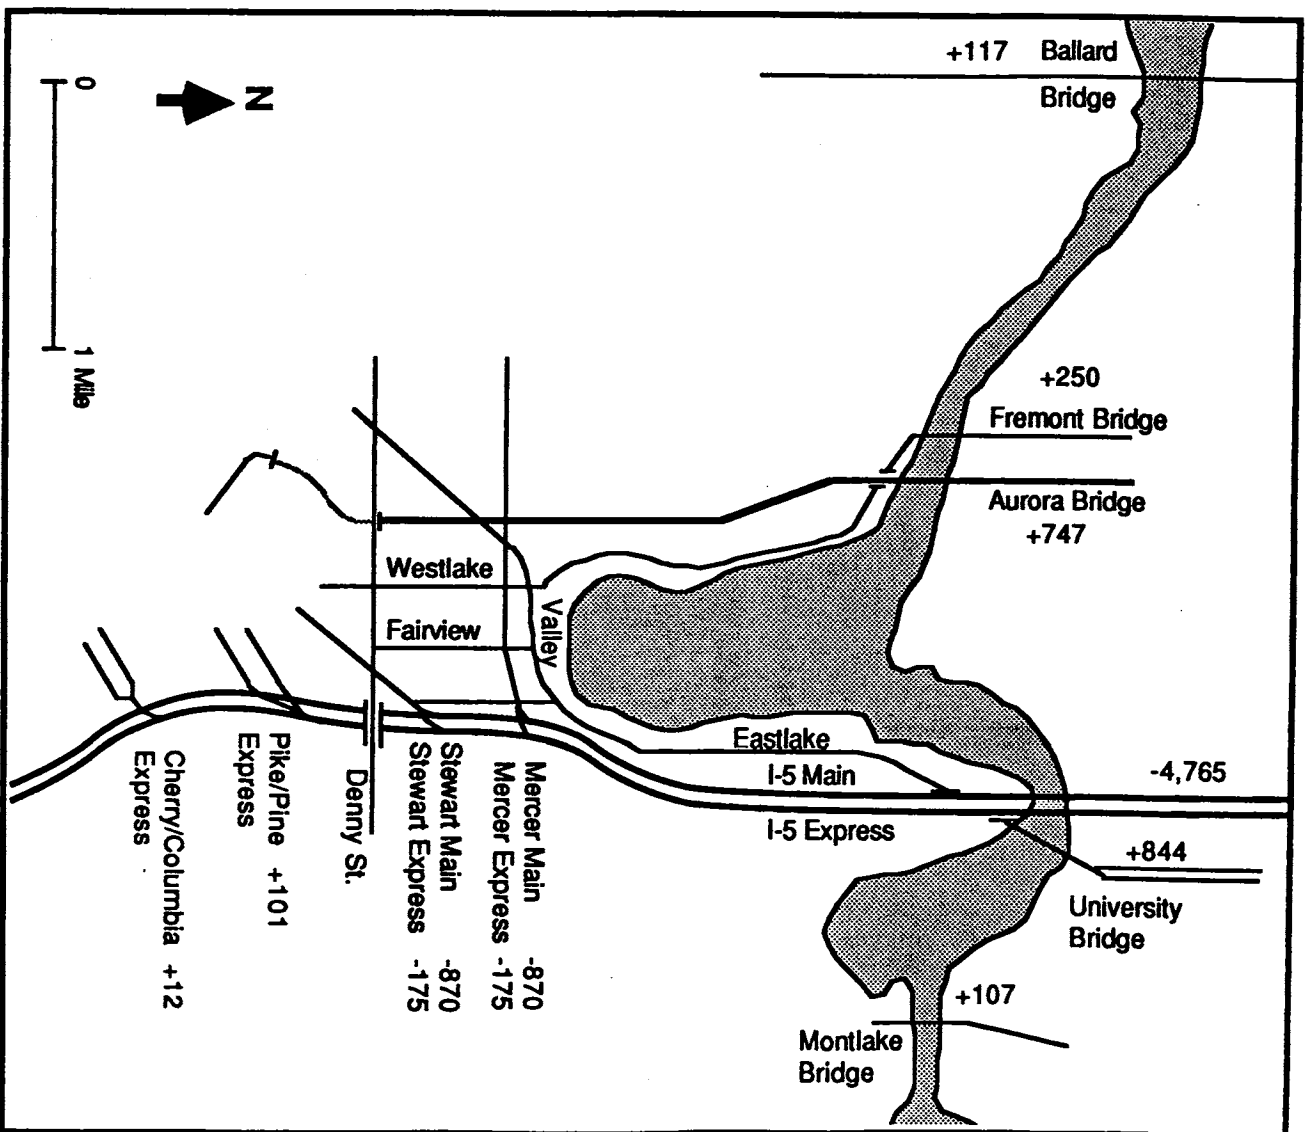 +117 Ballard
Bridge
N
0
1 Mile
+250
Fremont Bridge
Aurora Bridge
+747
Westlake
Fairview
Valley
Eastlake
I-5 Main
I-5 Express
-4,765
+844
University
Bridge
+107
Montlake
Bridge
Mercer Main -870
Mercer Express -175
Stewart Main -870
Stewart Express -175
Denny St.
Pike/Pine +101
Express
Cherry/Columbia +12
Express